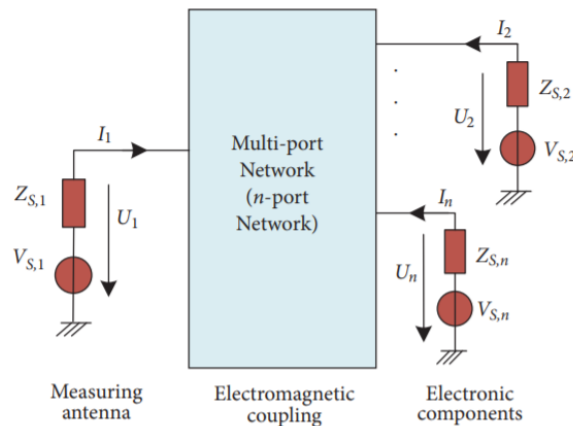 I1
ZS,1
U1
VS,1
Multi-port
Network
(n-port
Network)
I2
ZS,2
U2
VS,2
In
ZS,n
Un
VS,n
Measuring
antenna
Electromagnetic
coupling
Electronic
components